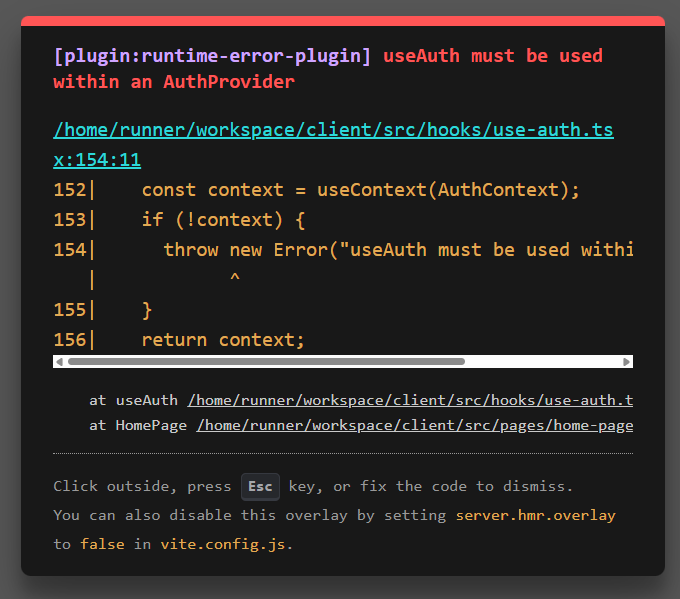 [plugin:runtime-error-plugin] useAuth must be used
within an AuthProvider
/home/runner/workspace/client/src/hooks/use-auth.ts
x:154:11
152|    const context = useContext(AuthContext);
153|    if (!context) {
154|      throw new Error("useAuth must be used withi
   |            ^
155|    }
156|    return context;
at useAuth /home/runner/workspace/client/src/hooks/use-auth.t
at HomePage /home/runner/workspace/client/src/pages/home-page
Click outside, press Esc key, or fix the code to dismiss.
You can also disable this overlay by setting server.hmr.overlay
to false in vite.config.js.